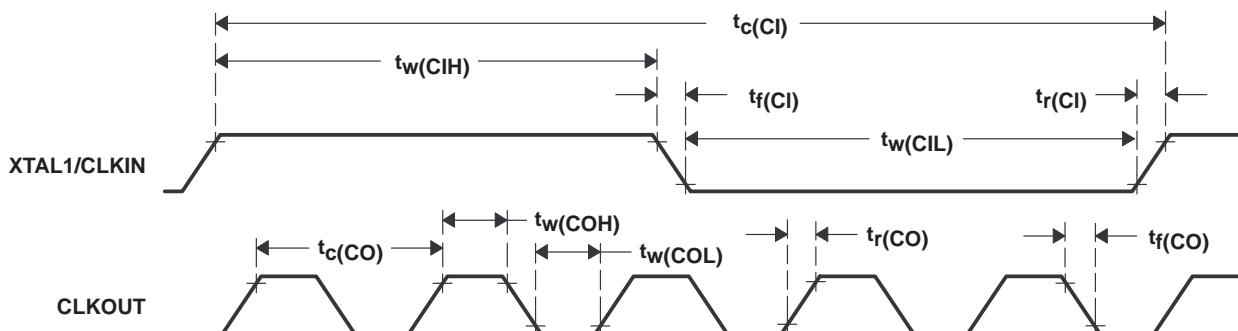 tc(CI)
tw(CIH)
tf(CI)
tr(CI)
tw(CIL)
XTAL1/CLKIN
tw(COH)
tc(CO)
tw(COL)
tr(CO)
tf(CO)
CLKOUT